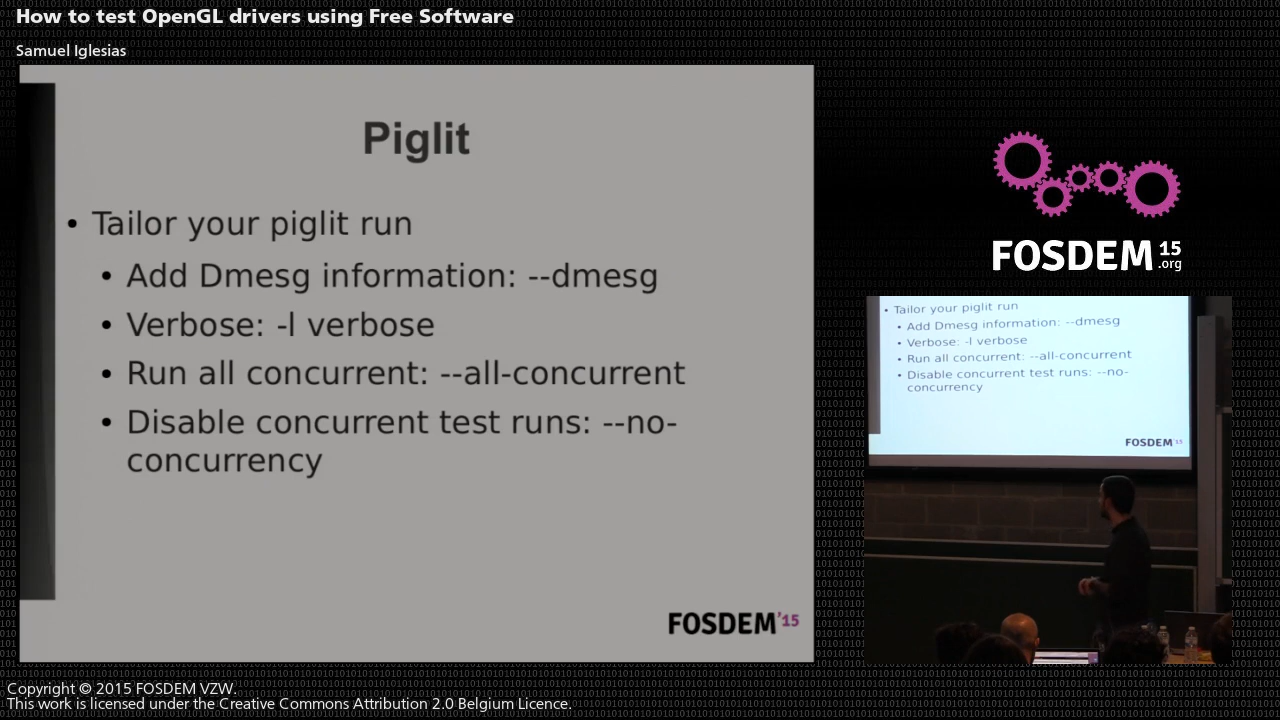 How to test OpenGL drivers using Free Software
Samuel Iglesias
Piglit
• Tailor your piglit run
• Add Dmesg information: --dmesg
• Verbose: -l verbose
• Run all concurrent: --all-concurrent
• Disable concurrent test runs: --no-
concurrency
FOSDEM'15
FOSDEM 15
.org
• Tailor your piglit run
• Add Dmesg information: --dmesg
• Verbose: -l verbose
• Run all concurrent: --all-concurrent
• Disable concurrent test runs: --no-
concurrency
FOSDEM'15
Copyright © 2015 FOSDEM VZW.
This work is licensed under the Creative Commons Attribution 2.0 Belgium Licence.